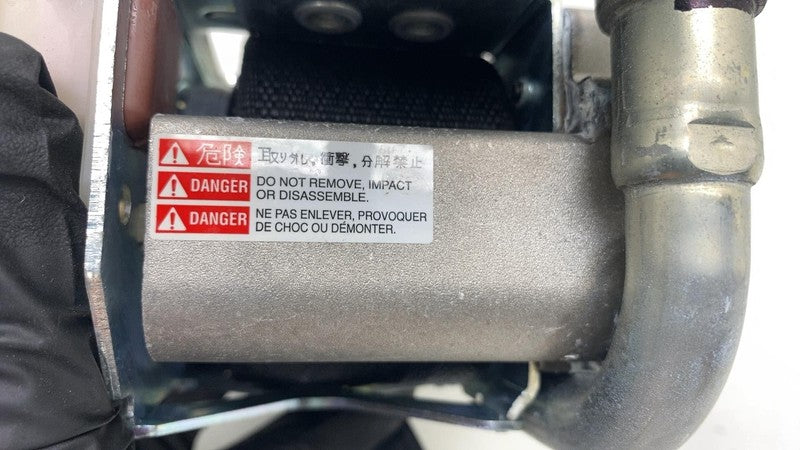 危険 取り外し,衝撃,分解禁止
DANGER DO NOT REMOVE, IMPACT
OR DISASSEMBLE.
DANGER NE PAS ENLEVER, PROVOQUER
DE CHOC OU DÉMONTER.